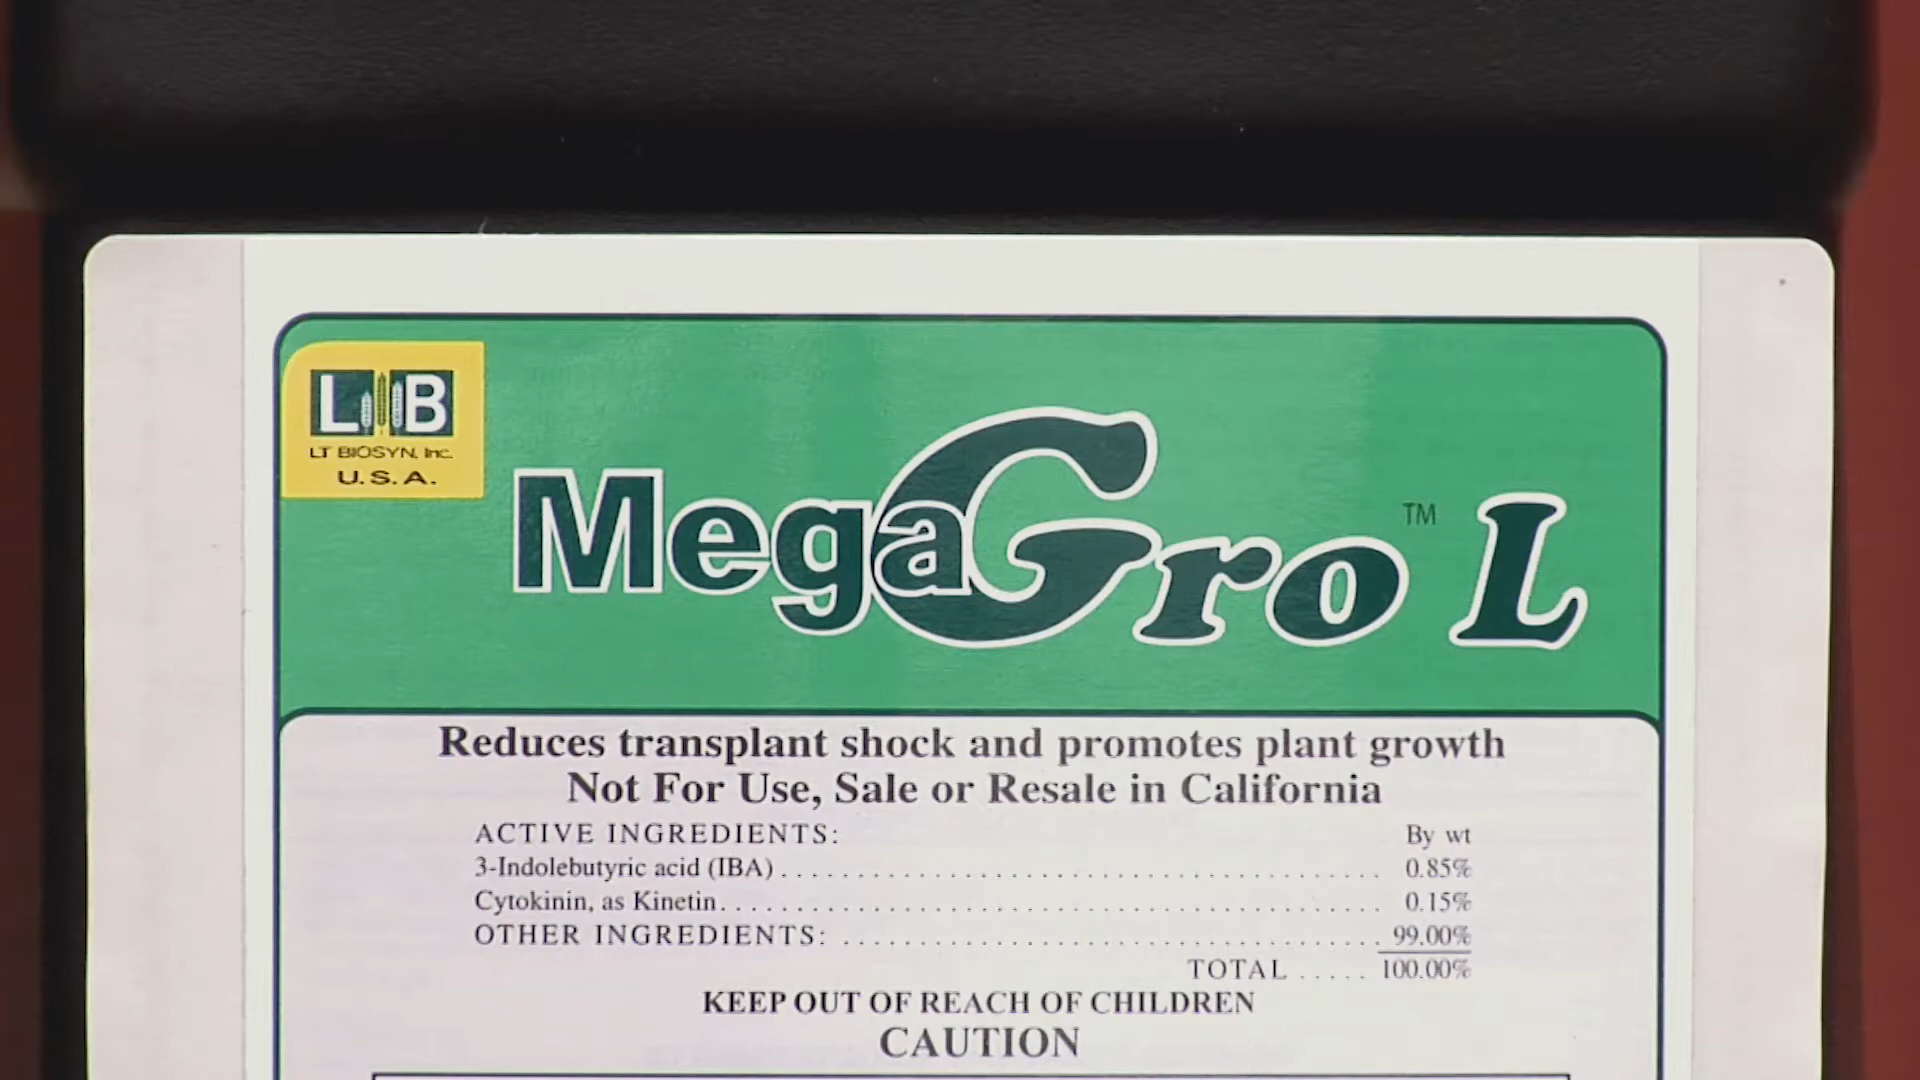 L B
LT BIOSYN, Inc.
U.S.A.
MegaGro™ L
Reduces transplant shock and promotes plant growth
Not For Use, Sale or Resale in California
ACTIVE INGREDIENTS: By wt
3-Indolebutyric acid (IBA) . . . . . . . . . . 0.85%
Cytokinin, as Kinetin. . . . . . . . . . 0.15%
OTHER INGREDIENTS: . . . . . . . . . . 99.00%
TOTAL . . . . . 100.00%
KEEP OUT OF REACH OF CHILDREN
CAUTION